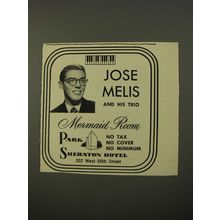 JOSE
MELIS
AND HIS TRIO
Mermaid Room
PARK
NO TAX
NO COVER
NO MINIMUM
SHERATON HOTEL
202 West 56th Street